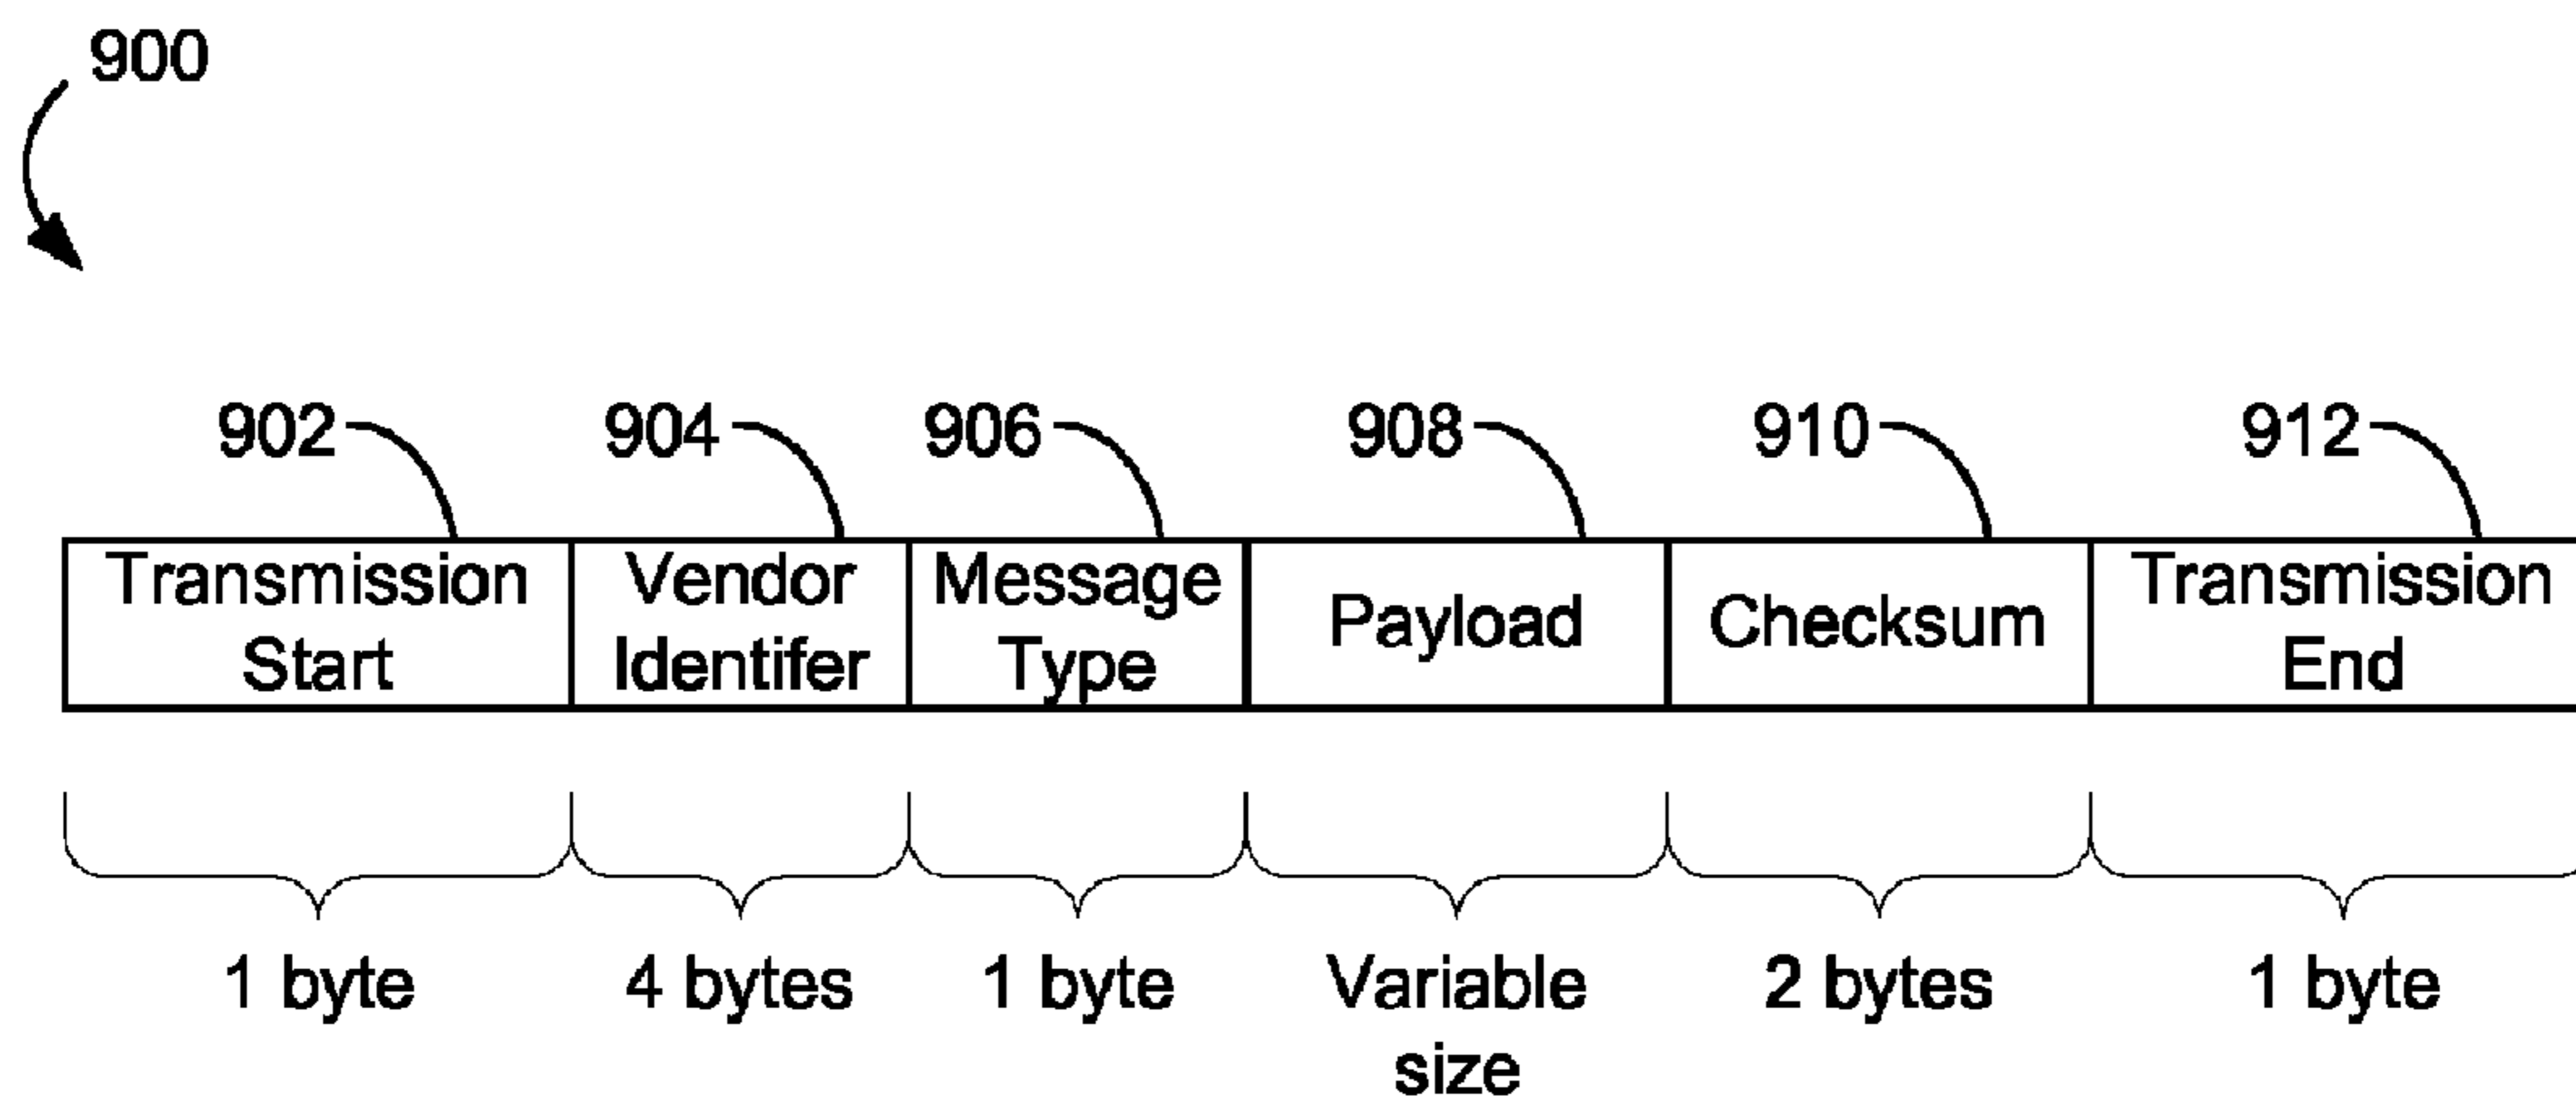 900
902 904 906 908 910 912
Transmission Vendor Message Payload Checksum Transmission
Start Identifer Type End
1 byte 4 bytes 1 byte Variable 2 bytes 1 byte
size